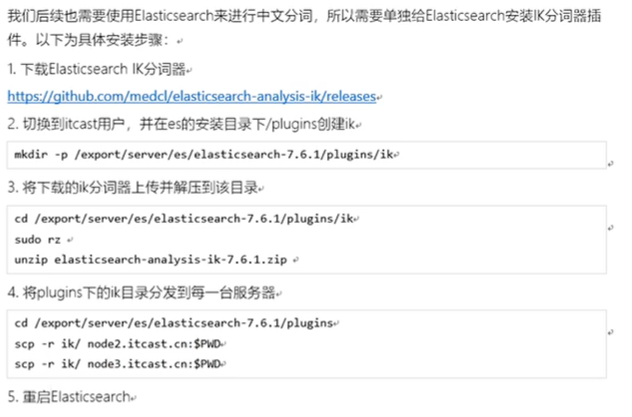 我们后续也需要使用Elasticsearch来进行中文分词，所以需要单独给Elasticsearch安装IK分词器插
件。以下为具体安装步骤：
1. 下载Elasticsearch IK分词器
https://github.com/medcl/elasticsearch-analysis-ik/releases
2. 切换到itcast用户，并在es的安装目录下/plugins创建ik
mkdir -p /export/server/es/elasticsearch-7.6.1/plugins/ik
3. 将下载的ik分词器上传并解压到该目录
cd /export/server/es/elasticsearch-7.6.1/plugins/ik
sudo rz
unzip elasticsearch-analysis-ik-7.6.1.zip
4. 将plugins下的ik目录分发到每一台服务器
cd /export/server/es/elasticsearch-7.6.1/plugins
scp -r ik/ node2.itcast.cn:$PWD
scp -r ik/ node3.itcast.cn:$PWD
5. 重启Elasticsearch